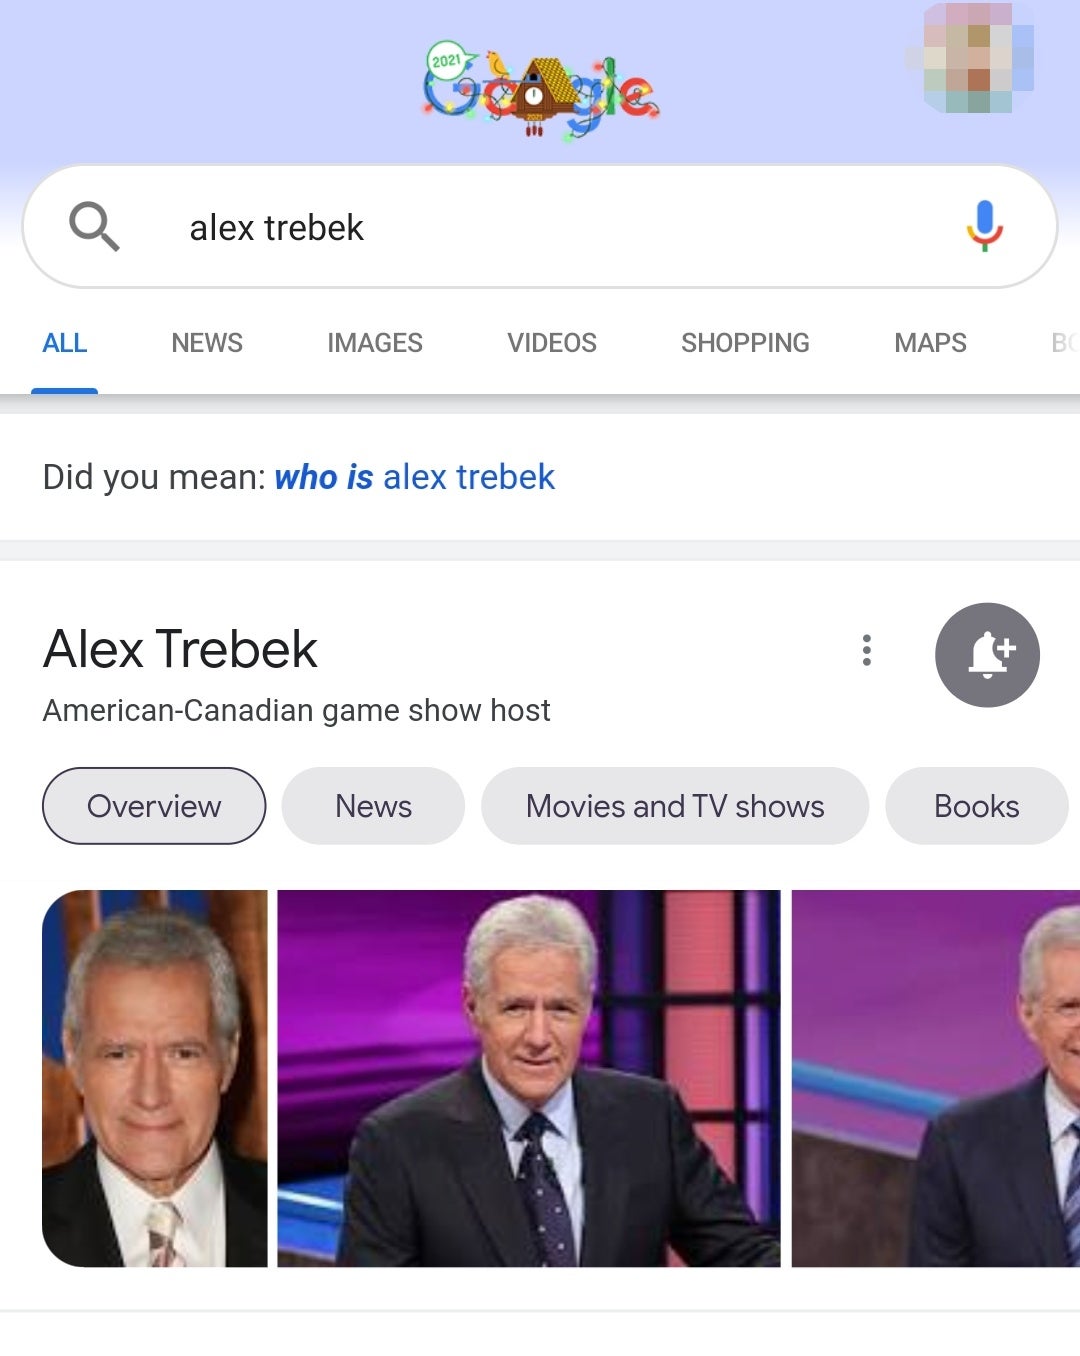 2021
Google
2021
alex trebek
ALL NEWS IMAGES VIDEOS SHOPPING MAPS
Did you mean: who is alex trebek
Alex Trebek
American-Canadian game show host
Overview News Movies and TV shows Books